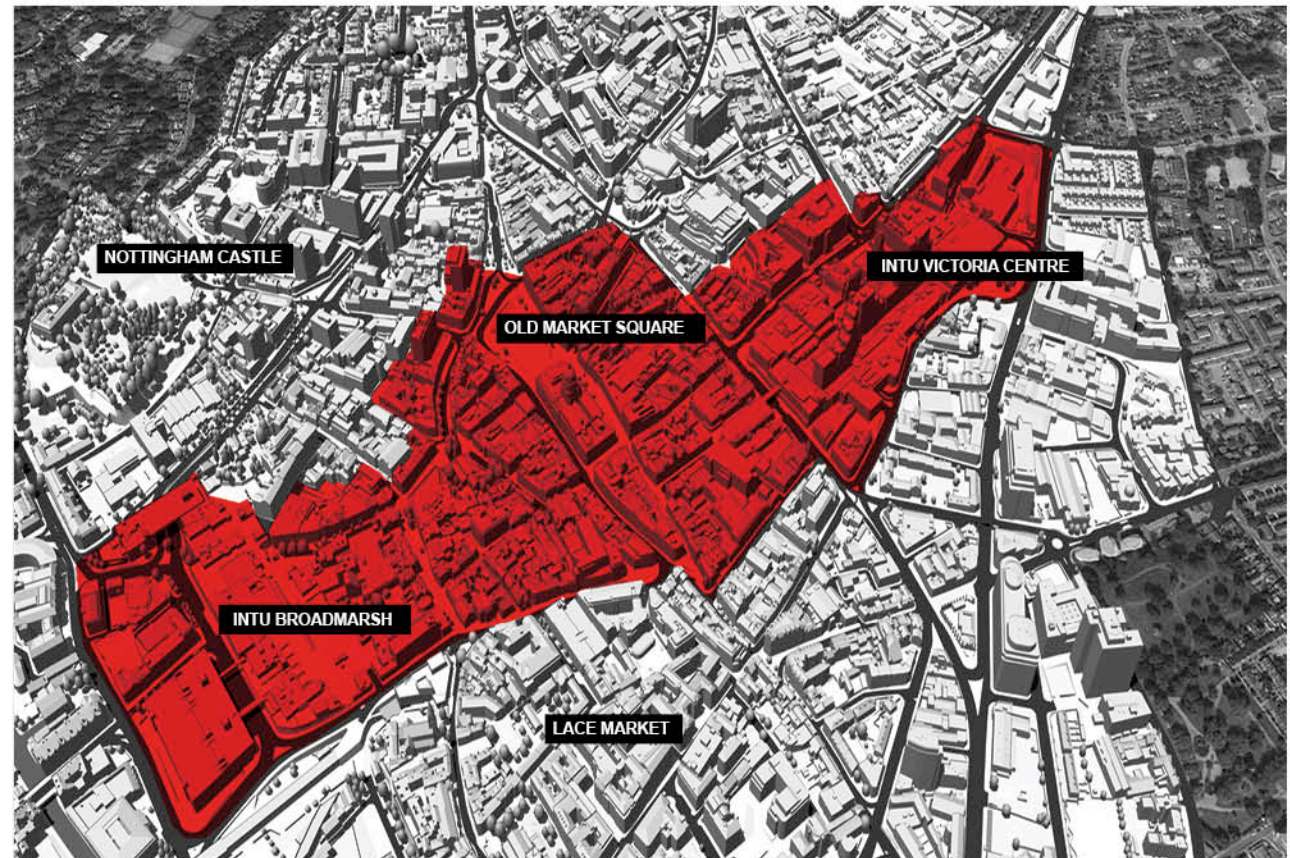 NOTTINGHAM CASTLE
INTU VICTORIA CENTRE
OLD MARKET SQUARE
INTU BROADMARSH
LACE MARKET